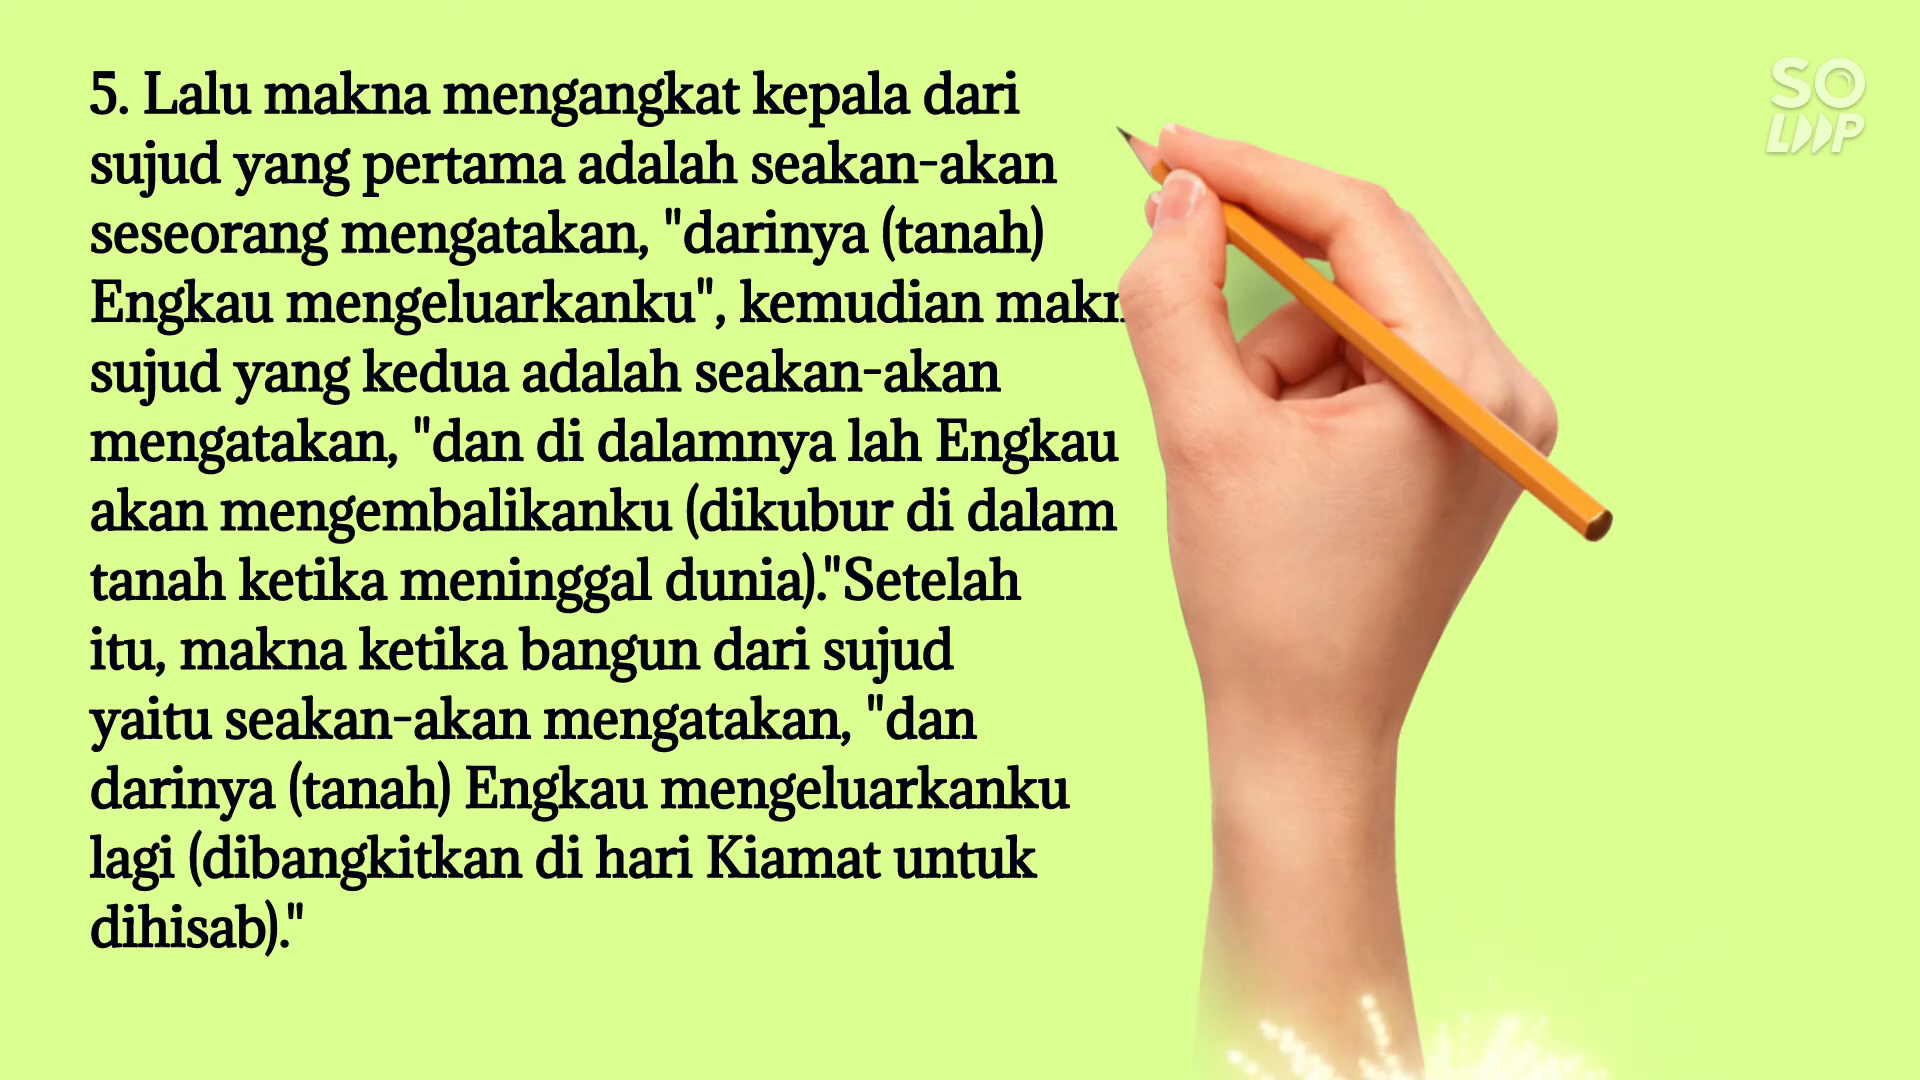 5. Lalu makna mengangkat kepala dari
sujud yang pertama adalah seakan-akan
seseorang mengatakan, "darinya (tanah)
Engkau mengeluarkanku", kemudian
sujud yang kedua adalah seakan-akan
mengatakan, "dan di dalamnya lah Engkau
akan mengembalikanku (dikubur di dalam
tanah ketika meninggal dunia)."Setelah
itu, makna ketika bangun dari sujud
yaitu seakan-akan mengatakan, "dan
darinya (tanah) Engkau mengeluarkanku
lagi (dibangkitkan di hari Kiamat untuk
dihisab)."
SO
LOOP